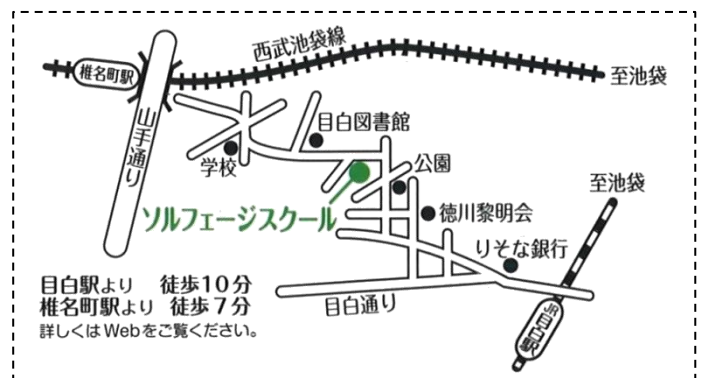 西武池袋線
椎名町駅
至池袋
山手通り
目白図書館
学校
公園
至池袋
ソルフェージスクール
徳川黎明会
りそな銀行
目白駅より 徒歩10分
椎名町駅より 徒歩7分
詳しくはWebをご覧ください。
目白通り
JR目白駅